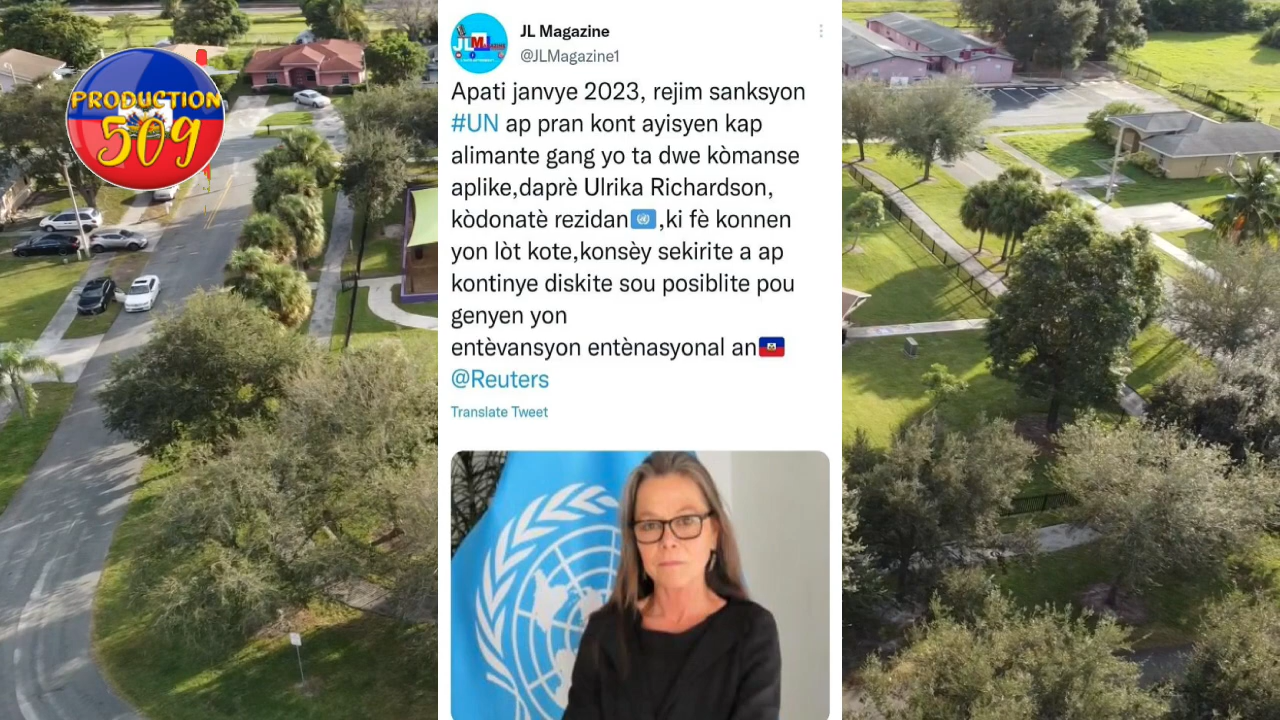 PRODUCTION
509
JL Magazine
@JLMagazine1
Apati janvye 2023, rejim sanksyon
#UN ap pran kont ayisyen kap
alimante gang yo ta dwe kòmanse
aplike,daprè Ulrika Richardson,
kòdonatè rezidan🇺🇳,ki fè konnen
yon lòt kote,konsèy sekirite a ap
kontinye diskite sou posiblite pou
genyen yon
entèvansyon entènasyonal an🇭🇹
@Reuters
Translate Tweet